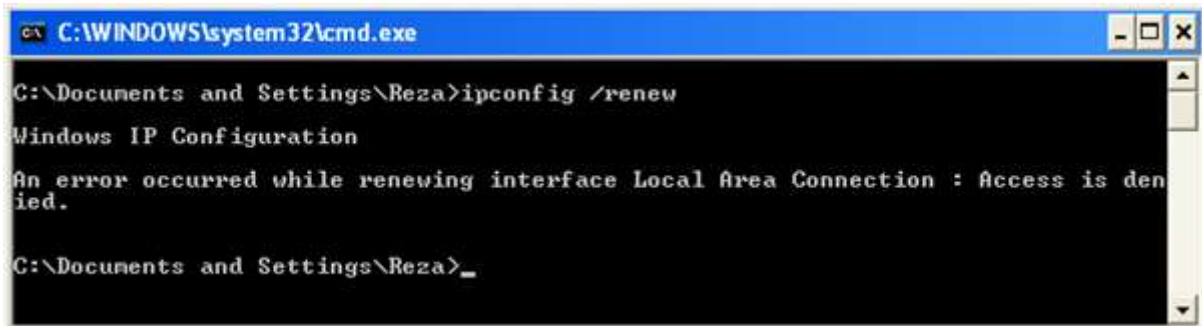 C:\WINDOWS\system32\cmd.exe
C:\Documents and Settings\Reza>ipconfig /renew
Windows IP Configuration
An error occurred while renewing interface Local Area Connection : Access is den
ied.
C:\Documents and Settings\Reza>_